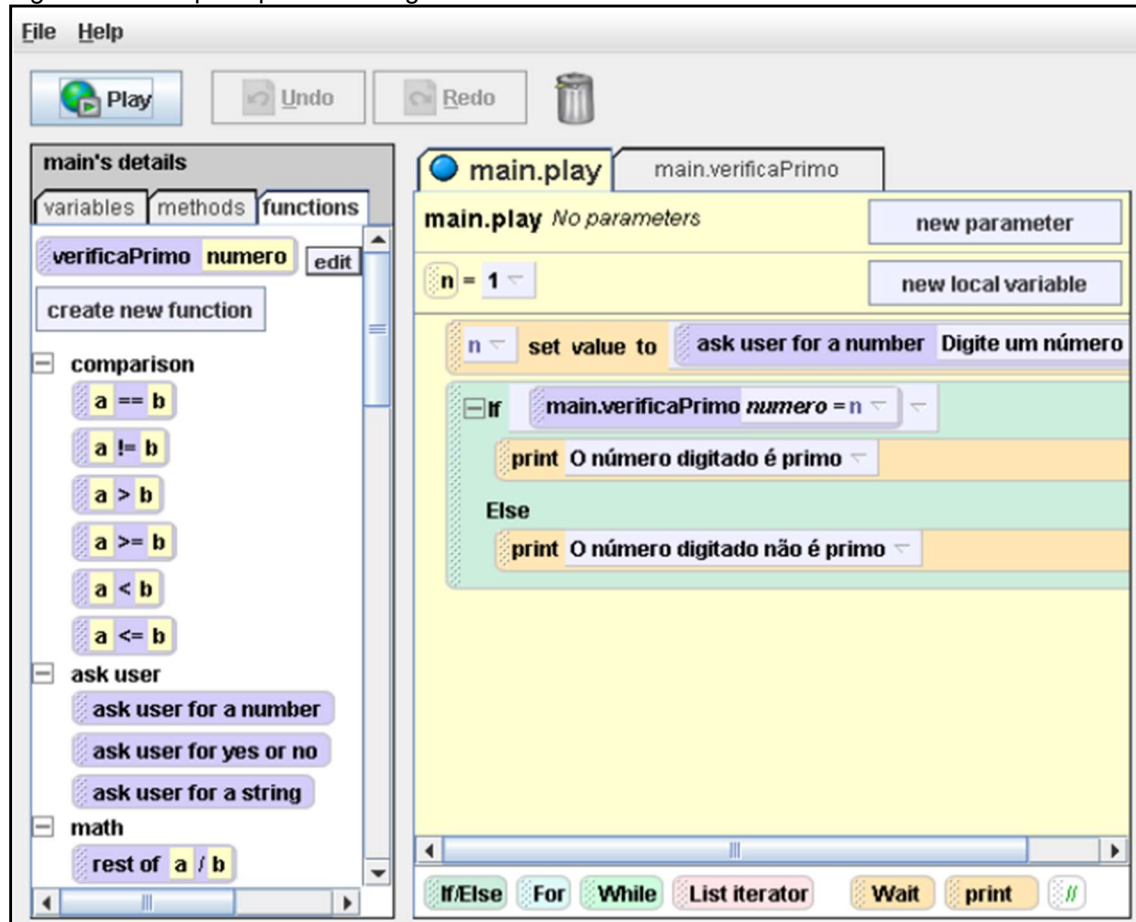 File Help
Play Undo Redo
main's details
variables methods functions
verificaPrimo numero edit
create new function
comparison
a == b
a != b
a > b
a >= b
a < b
a <= b
ask user
ask user for a number
ask user for yes or no
ask user for a string
math
rest of a / b
main.play main.verificaPrimo
main.play No parameters new parameter
n = 1 new local variable
n set value to ask user for a number Digite um número
If main.verificaPrimo numero = n
print O número digitado é primo
Else
print O número digitado não é primo
If/Else For While List iterator Wait print //